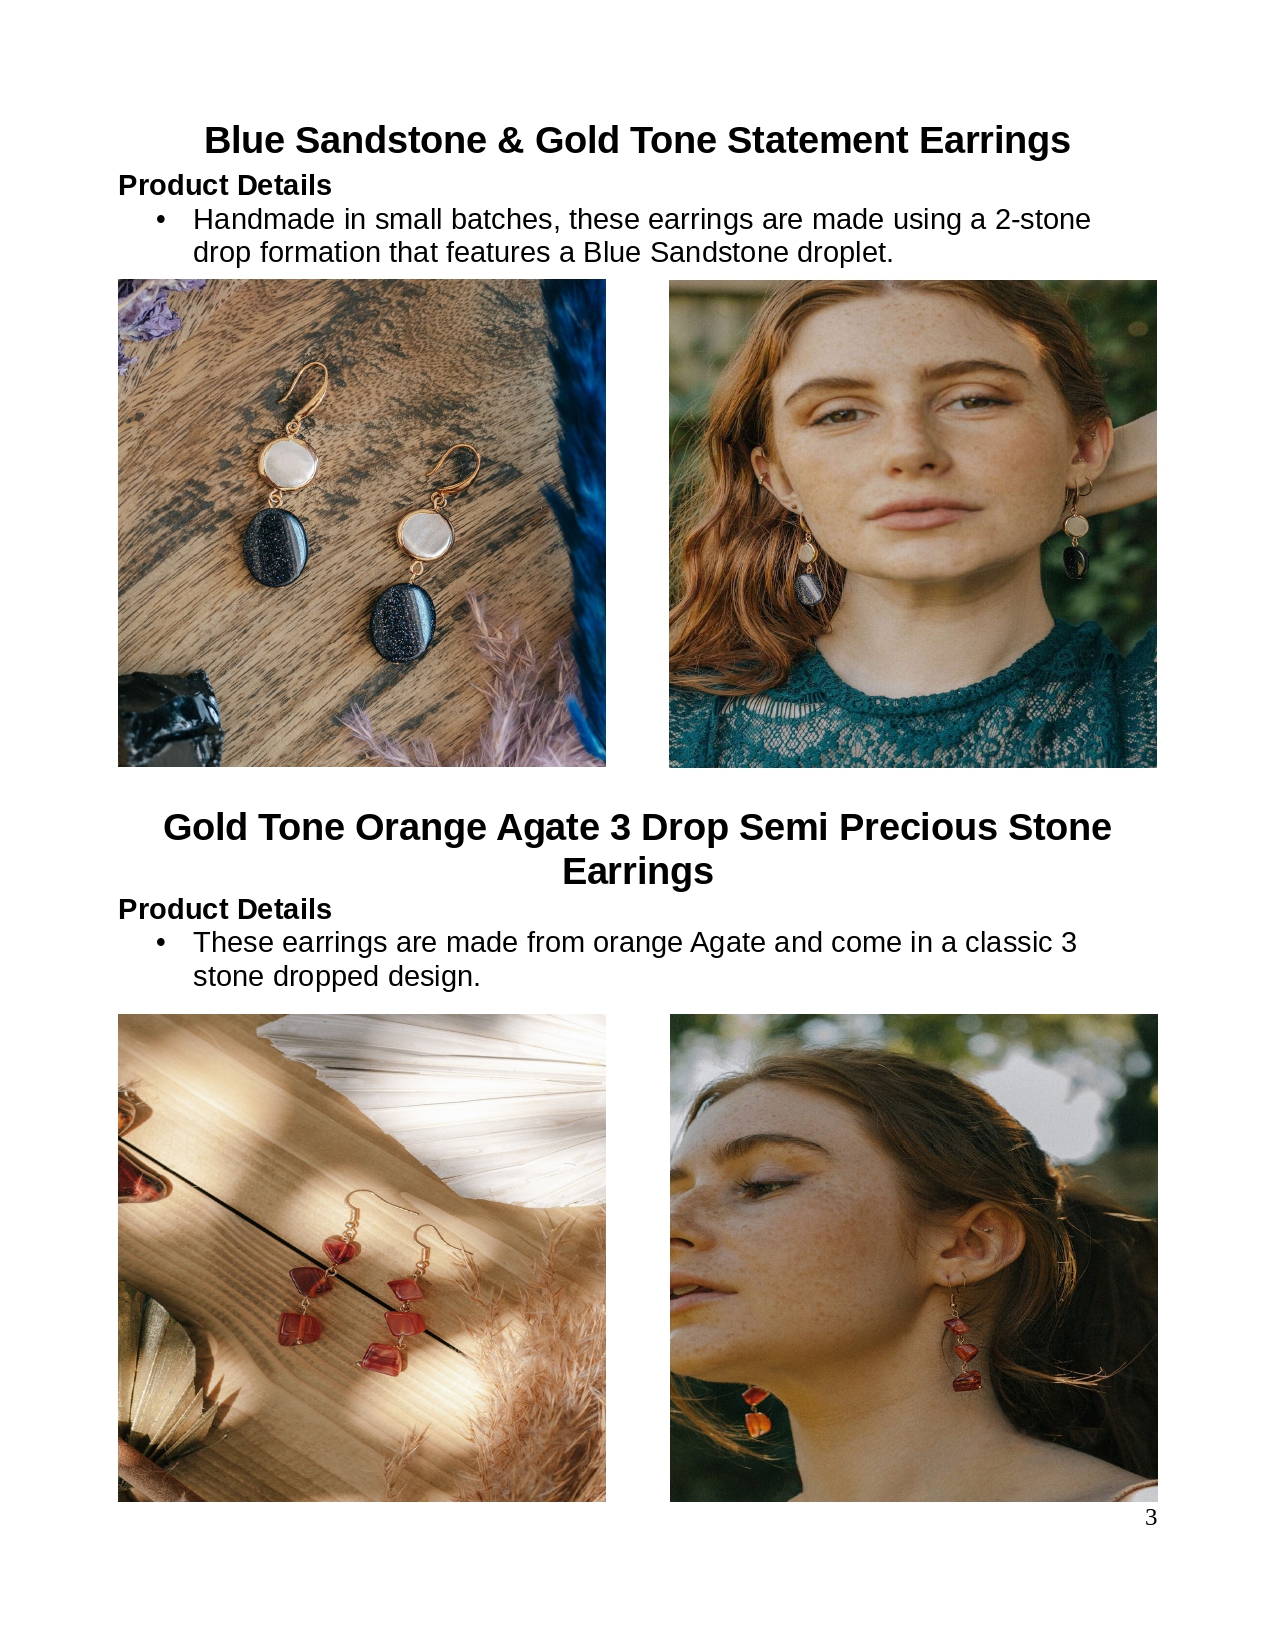 Blue Sandstone & Gold Tone Statement Earrings
Product Details
• Handmade in small batches, these earrings are made using a 2-stone
drop formation that features a Blue Sandstone droplet.
Gold Tone Orange Agate 3 Drop Semi Precious Stone
Earrings
Product Details
• These earrings are made from orange Agate and come in a classic 3
stone dropped design.
3